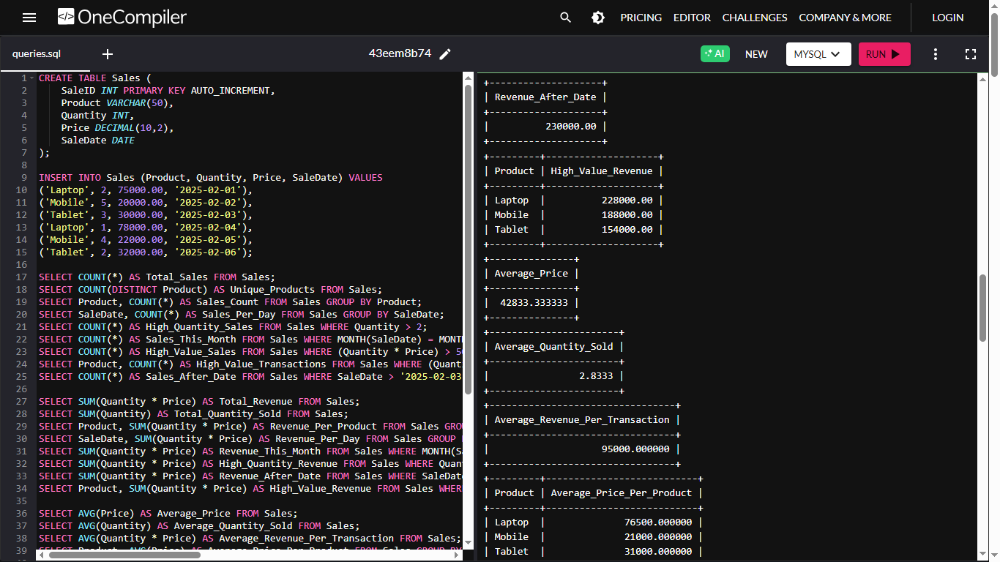 OneCompiler
PRICING EDITOR CHALLENGES COMPANY & MORE LOGIN
queries.sql
43eem8b74
AI NEW MYSQL RUN
1 CREATE TABLE Sales (
2     SaleID INT PRIMARY KEY AUTO_INCREMENT,
3     Product VARCHAR(50),
4     Quantity INT,
5     Price DECIMAL(10,2),
6     SaleDate DATE
7 );
8
9 INSERT INTO Sales (Product, Quantity, Price, SaleDate) VALUES
10 ('Laptop', 2, 75000.00, '2025-02-01'),
11 ('Mobile', 5, 20000.00, '2025-02-02'),
12 ('Tablet', 3, 30000.00, '2025-02-03'),
13 ('Laptop', 1, 78000.00, '2025-02-04'),
14 ('Mobile', 4, 22000.00, '2025-02-05'),
15 ('Tablet', 2, 32000.00, '2025-02-06');
16
17 SELECT COUNT(*) AS Total_Sales FROM Sales;
18 SELECT COUNT(DISTINCT Product) AS Unique_Products FROM Sales;
19 SELECT Product, COUNT(*) AS Sales_Count FROM Sales GROUP BY Product;
20 SELECT SaleDate, COUNT(*) AS Sales_Per_Day FROM Sales GROUP BY SaleDate;
21 SELECT COUNT(*) AS High_Quantity_Sales FROM Sales WHERE Quantity > 2;
22 SELECT COUNT(*) AS Sales_This_Month FROM Sales WHERE MONTH(SaleDate) = MONT
23 SELECT COUNT(*) AS High_Value_Sales FROM Sales WHERE (Quantity * Price) > 5
24 SELECT Product, COUNT(*) AS High_Value_Transactions FROM Sales WHERE (Quant
25 SELECT COUNT(*) AS Sales_After_Date FROM Sales WHERE SaleDate > '2025-02-03
26
27 SELECT SUM(Quantity * Price) AS Total_Revenue FROM Sales;
28 SELECT SUM(Quantity) AS Total_Quantity_Sold FROM Sales;
29 SELECT Product, SUM(Quantity * Price) AS Revenue_Per_Product FROM Sales GRO
30 SELECT SaleDate, SUM(Quantity * Price) AS Revenue_Per_Day FROM Sales GROUP
31 SELECT SUM(Quantity * Price) AS Revenue_This_Month FROM Sales WHERE MONTH(S
32 SELECT SUM(Quantity * Price) AS High_Quantity_Revenue FROM Sales WHERE Quan
33 SELECT SUM(Quantity * Price) AS Revenue_After_Date FROM Sales WHERE SaleDat
34 SELECT Product, SUM(Quantity * Price) AS High_Value_Revenue FROM Sales WHER
35
36 SELECT AVG(Price) AS Average_Price FROM Sales;
37 SELECT AVG(Quantity) AS Average_Quantity_Sold FROM Sales;
38 SELECT AVG(Quantity * Price) AS Average_Revenue_Per_Transaction FROM Sales;
39 SELECT Product, AVG(Price) AS Average_Price_Per_Product FROM Sales GROUP BY
+--------------------+
| Revenue_After_Date |
+--------------------+
|          230000.00 |
+--------------------+
+---------+--------------------+
| Product | High_Value_Revenue |
+---------+--------------------+
| Laptop  |          228000.00 |
| Mobile  |          188000.00 |
| Tablet  |          154000.00 |
+---------+--------------------+
+---------------+
| Average_Price |
+---------------+
|  42833.333333 |
+---------------+
+-----------------------+
| Average_Quantity_Sold |
+-----------------------+
|                2.8333 |
+-----------------------+
+---------------------------------+
| Average_Revenue_Per_Transaction |
+---------------------------------+
|                    95000.000000 |
+---------------------------------+
+---------+---------------------------+
| Product | Average_Price_Per_Product |
+---------+---------------------------+
| Laptop  |              76500.000000 |
| Mobile  |              21000.000000 |
| Tablet  |              31000.000000 |